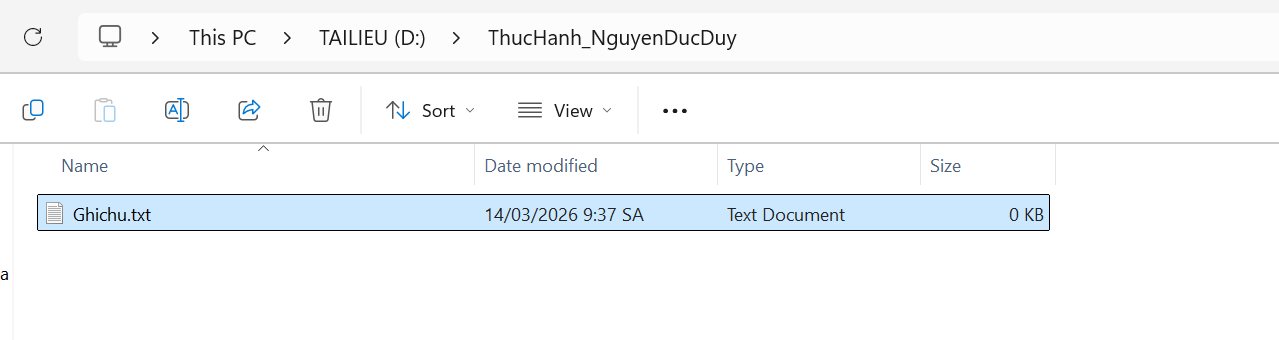 This PC > TAILIEU (D:) > ThucHanh_NguyenDucDuy
Sort View
Name Date modified Type Size
Ghichu.txt 14/03/2026 9:37 SA Text Document 0 KB
a